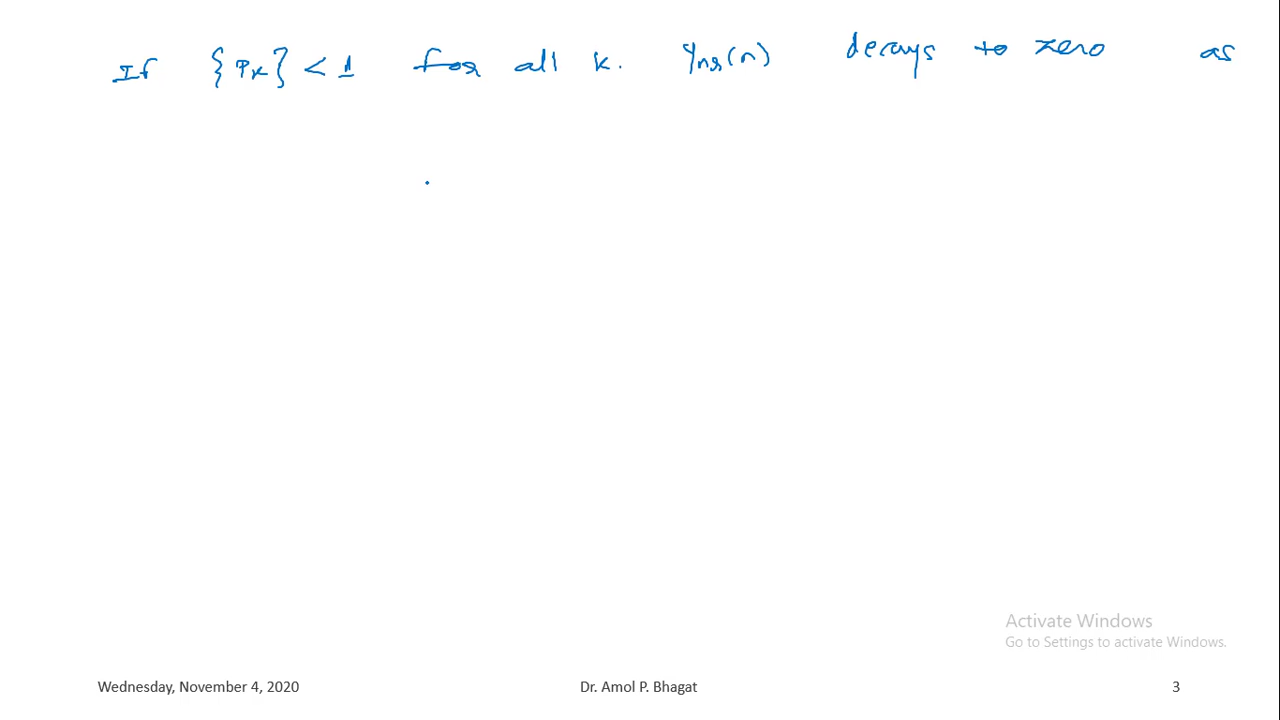 If {Pk} < 1 for all k. ynr(n) decays to zero as
Activate Windows
Go to Settings to activate Windows.
Wednesday, November 4, 2020 Dr. Amol P. Bhagat 3